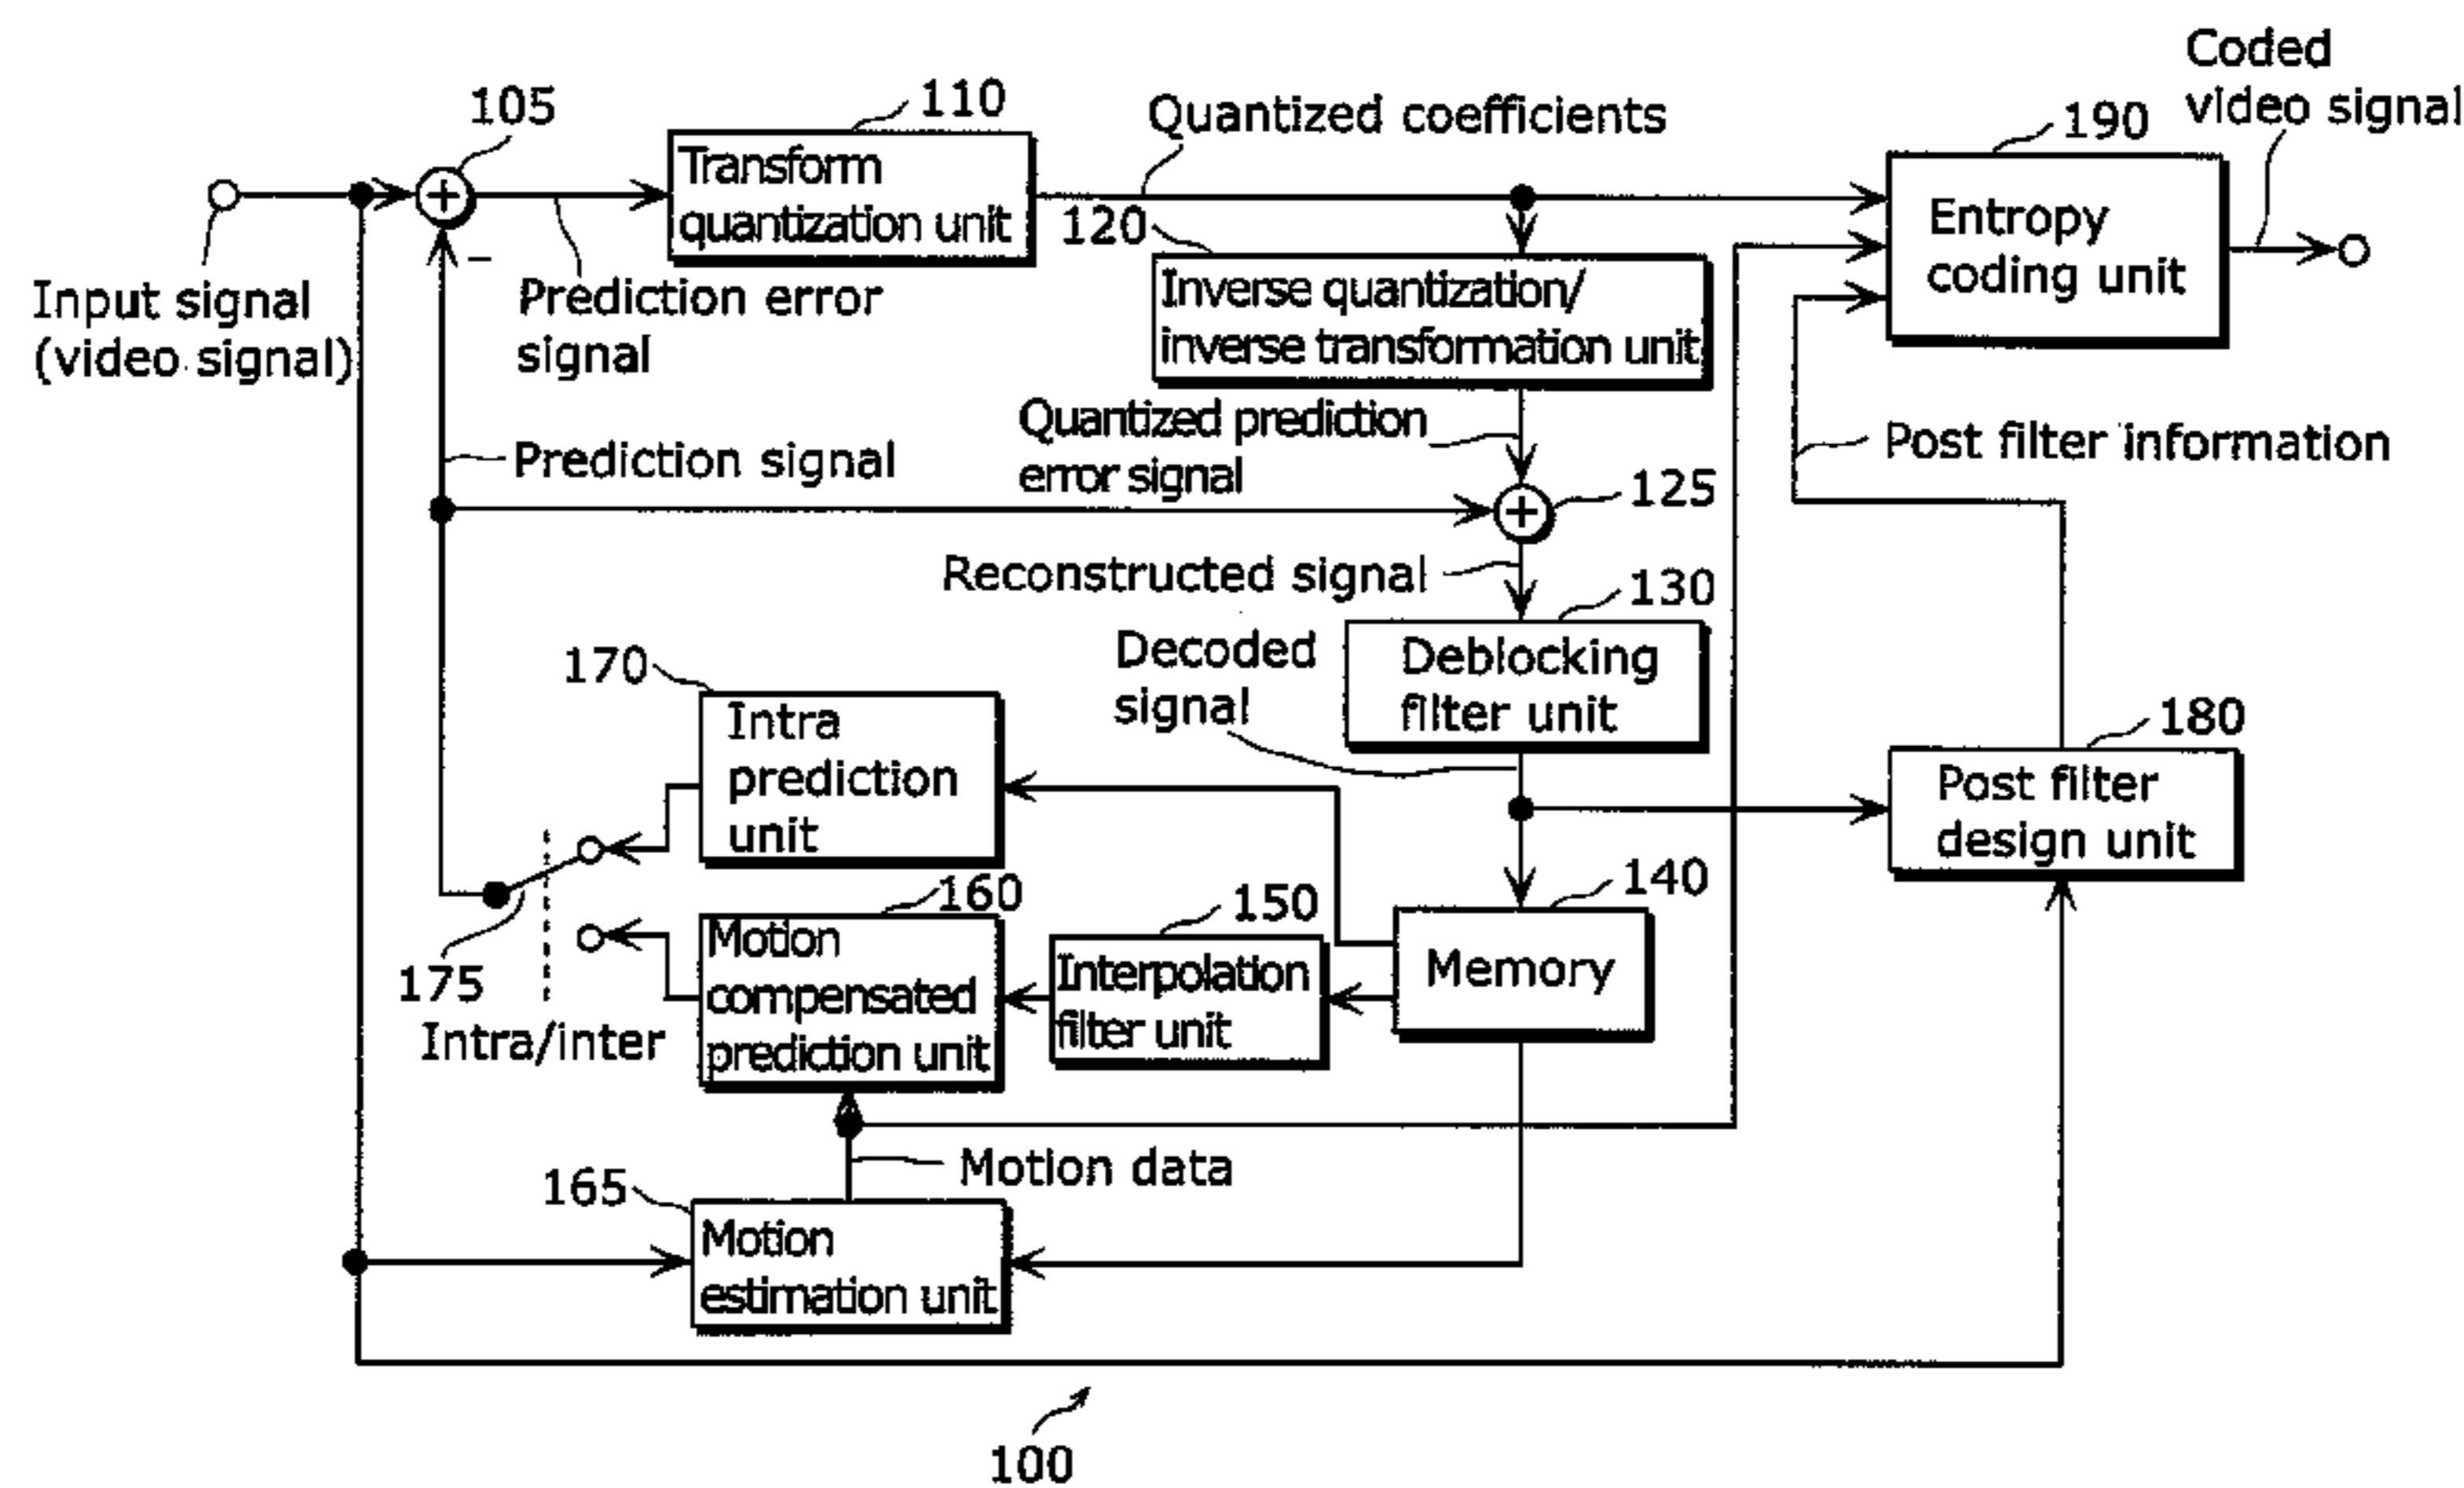 Coded
video signal
105
110
Quantized coefficients
190
Transform
quantization unit
120
Entropy
coding unit
Input signal
(video signal)
−
Prediction error
signal
Inverse quantization/
inverse transformation unit
Quantized prediction
error signal
Prediction signal
Post filter information
125
Reconstructed signal
130
Decoded
signal
Deblocking
filter unit
170
Intra
prediction
unit
180
Post filter
design unit
160
150
140
Motion
compensated
prediction unit
Interpolation
filter unit
Memory
175
Intra/inter
Motion data
165
Motion
estimation unit
100